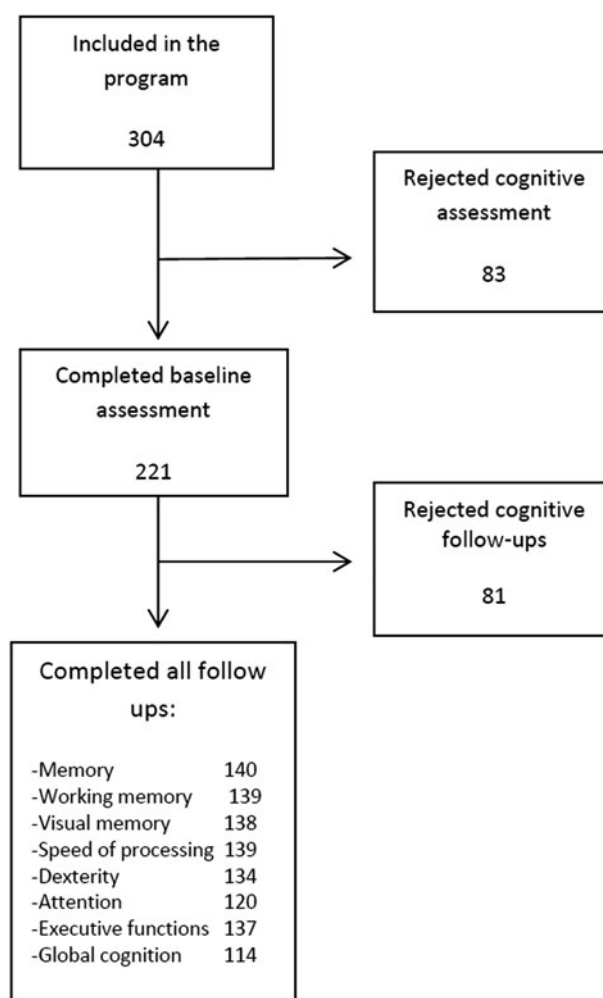 Included in the
program
304
Rejected cognitive
assessment
83
Completed baseline
assessment
221
Rejected cognitive
follow-ups
81
Completed all follow
ups:
-Memory 140
-Working memory 139
-Visual memory 138
-Speed of processing 139
-Dexterity 134
-Attention 120
-Executive functions 137
-Global cognition 114